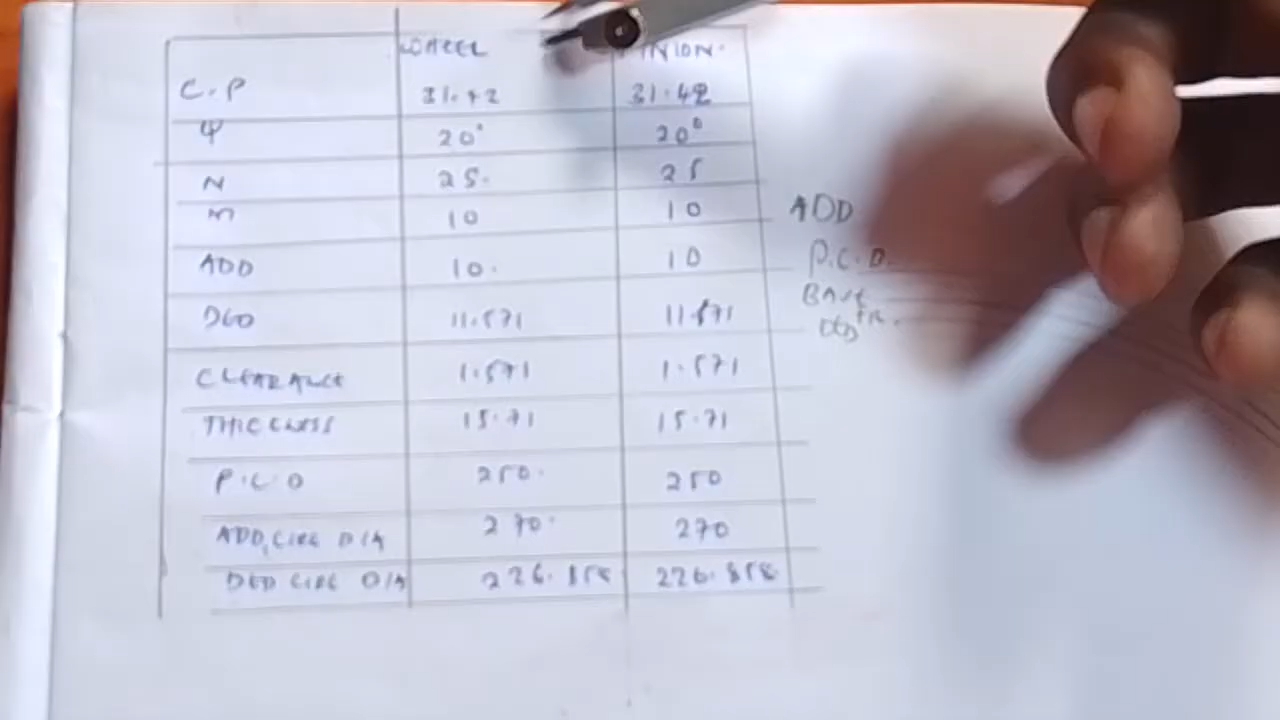 WHEEL PINION.
C.P 31.42 31.42
Ψ 20° 20°
N 25. 25
m 10 10
ADD 10. 10
DED 11.571 11.571
CLEARANCE 1.571 1.571
THICKNESS 15.71 15.71
P.C.D 250. 250
ADD, CIRC DIA 270. 270
DED CIRC DIA 226.858 226.858
ADD
P.C.D.
BASE
DED